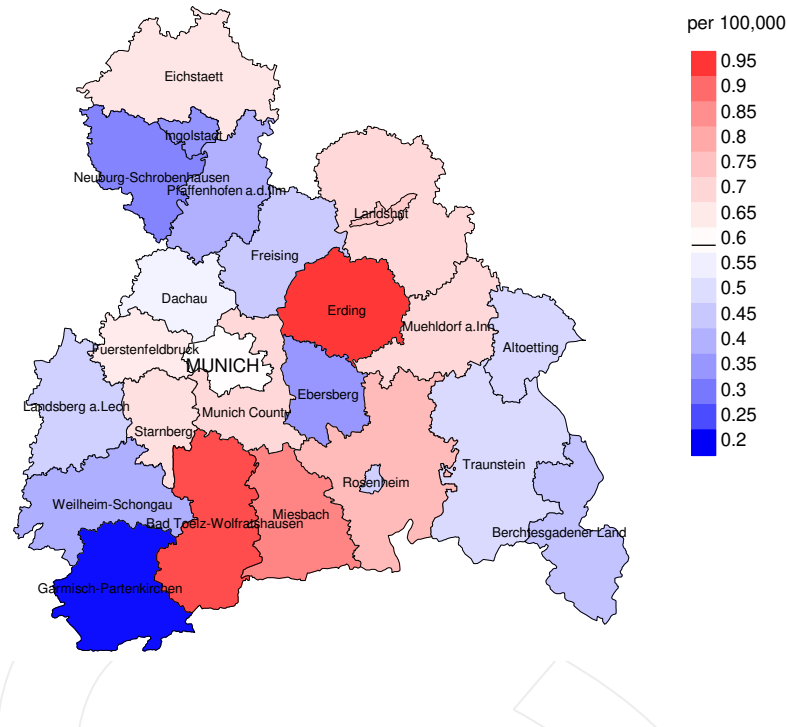 per 100,000
0.95
0.9
0.85
0.8
0.75
0.7
0.65
0.6
0.55
0.5
0.45
0.4
0.35
0.3
0.25
0.2
Eichstaett
Ingolstadt
Neuburg-Schrobenhausen
Pfaffenhofen a.d.Ilm
Landshut
Freising
Dachau
Erding
Muehldorf a.Inn
Altoetting
Fuerstenfeldbruck
MUNICH
Ebersberg
Landsberg a.Lech
Munich County
Starnberg
Traunstein
Rosenheim
Weilheim-Schongau
Miesbach
Bad Toelz-Wolfratshausen
Berchtesgadener Land
Garmisch-Partenkirchen